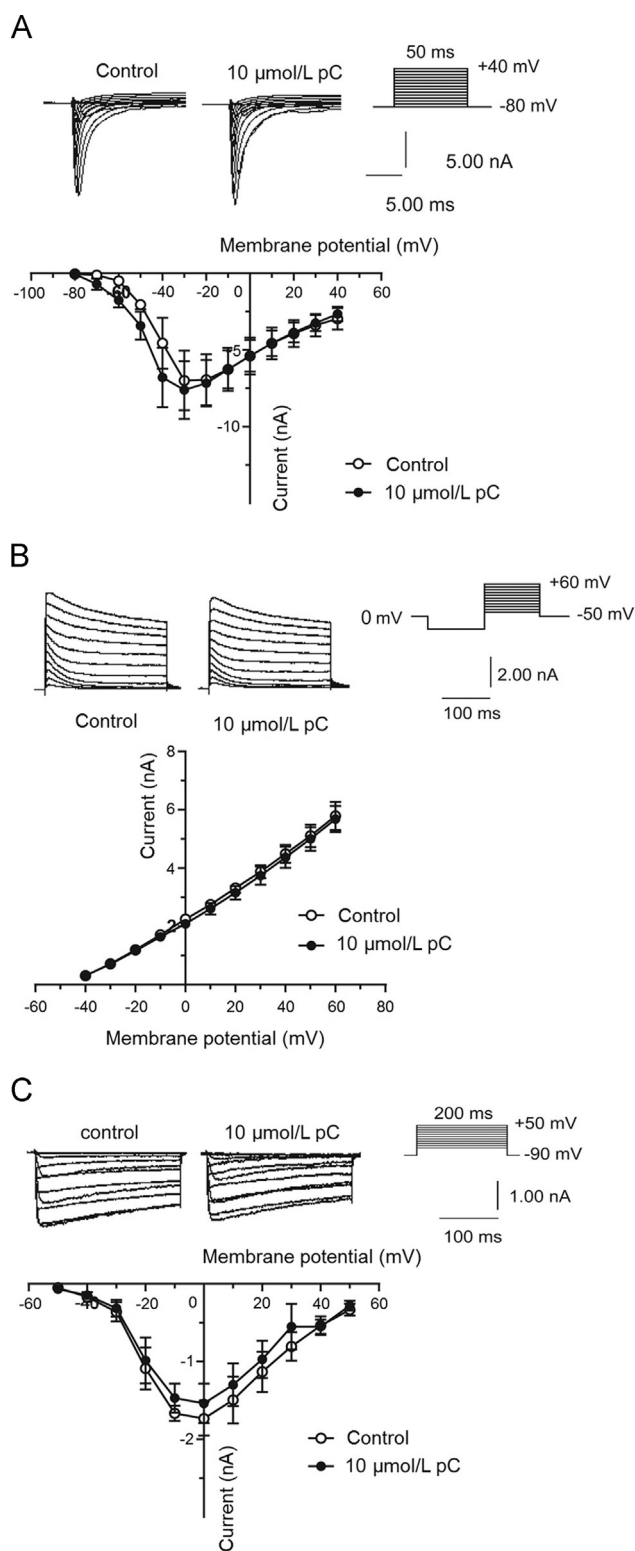 A
Control
10 µmol/L pC
50 ms
+40 mV
-80 mV
5.00 nA
5.00 ms
Membrane potential (mV)
-100 -80 -60 -40 -20 0 20 40 60
-5
-10
Current (nA)
Control
10 µmol/L pC
B
+60 mV
0 mV
-50 mV
2.00 nA
100 ms
Control
10 µmol/L pC
8
6
4
2
Current (nA)
Control
10 µmol/L pC
-60 -40 -20 0 20 40 60 80
Membrane potential (mV)
C
control
10 µmol/L pC
200 ms
+50 mV
-90 mV
1.00 nA
100 ms
Membrane potential (mV)
-60 -40 -20 0 20 40 60
-1
-2
Current (nA)
Control
10 µmol/L pC